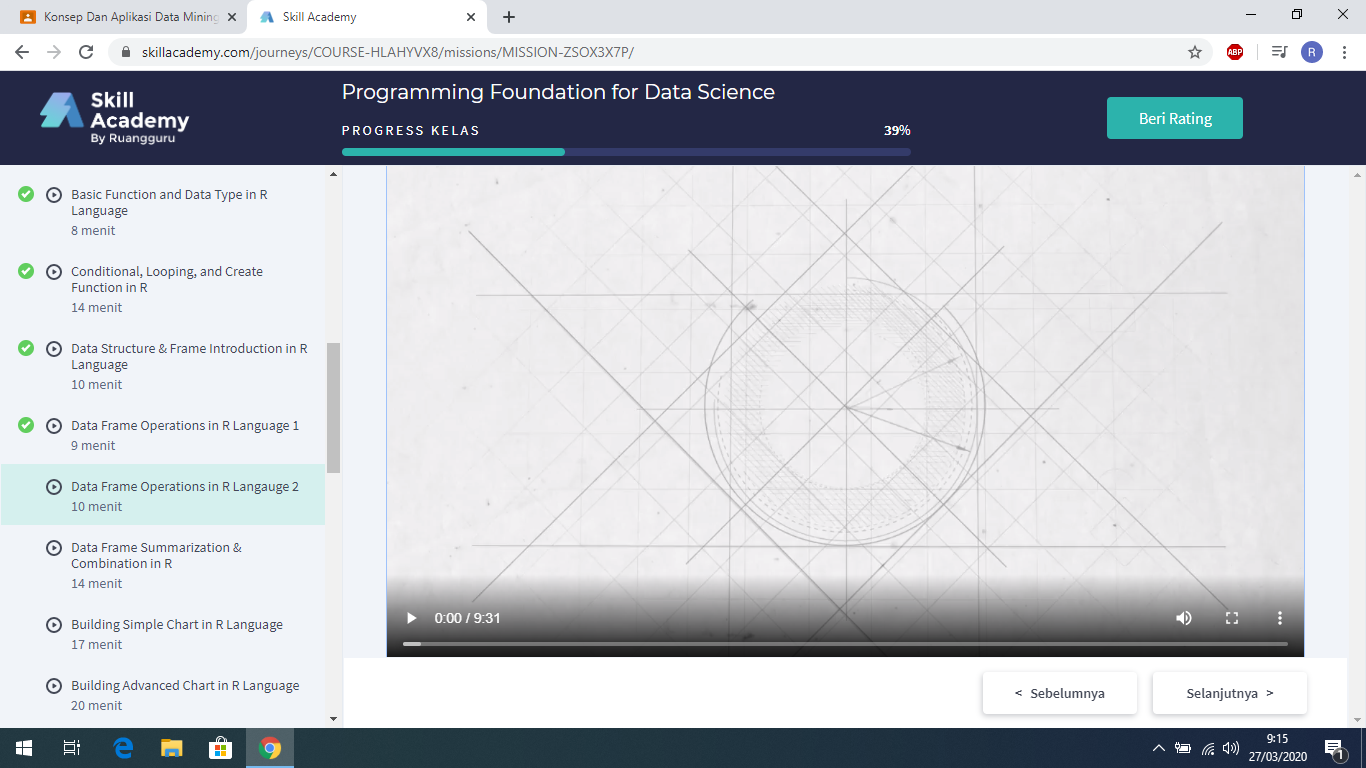 Konsep Dan Aplikasi Data Mining
Skill Academy
skillacademy.com/journeys/COURSE-HLAHYVX8/missions/MISSION-ZSOX3X7P/
ABP
R
Skill
Academy
By Ruangguru
Programming Foundation for Data Science
PROGRESS KELAS
39%
Beri Rating
Basic Function and Data Type in R
Language
8 menit
Conditional, Looping, and Create
Function in R
14 menit
Data Structure & Frame Introduction in R
Language
10 menit
Data Frame Operations in R Language 1
9 menit
Data Frame Operations in R Langauge 2
10 menit
Data Frame Summarization &
Combination in R
14 menit
Building Simple Chart in R Language
17 menit
Building Advanced Chart in R Language
20 menit
0:00 / 9:31
< Sebelumnya
Selanjutnya >
9:15
27/03/2020
1